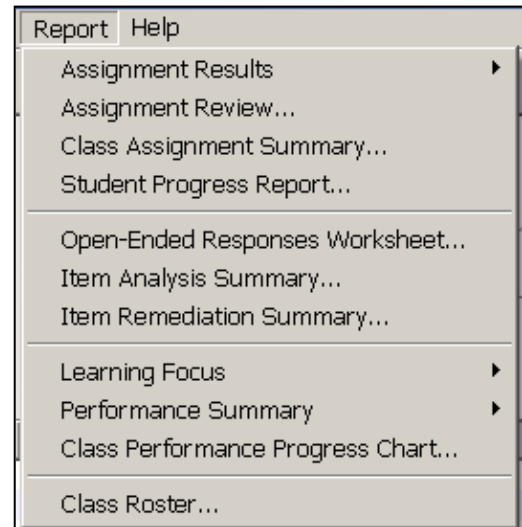 Report Help
Assignment Results
Assignment Review...
Class Assignment Summary...
Student Progress Report...
Open-Ended Responses Worksheet...
Item Analysis Summary...
Item Remediation Summary...
Learning Focus
Performance Summary
Class Performance Progress Chart...
Class Roster...